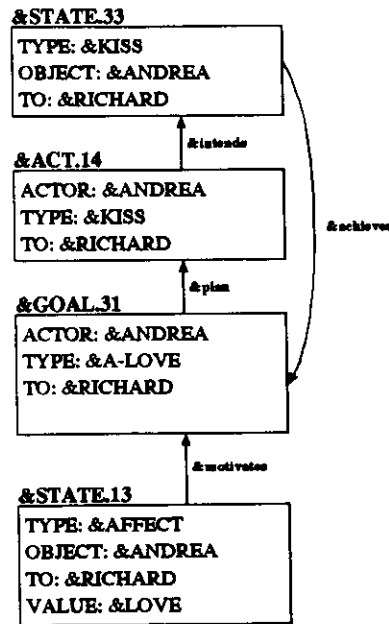 &STATE.33
TYPE: &KISS
OBJECT: &ANDREA
TO: &RICHARD
&intends
&ACT.14
ACTOR: &ANDREA
TYPE: &KISS
TO: &RICHARD
&achieves
&plan
&GOAL.31
ACTOR: &ANDREA
TYPE: &A-LOVE
TO: &RICHARD
&motivates
&STATE.13
TYPE: &AFFECT
OBJECT: &ANDREA
TO: &RICHARD
VALUE: &LOVE